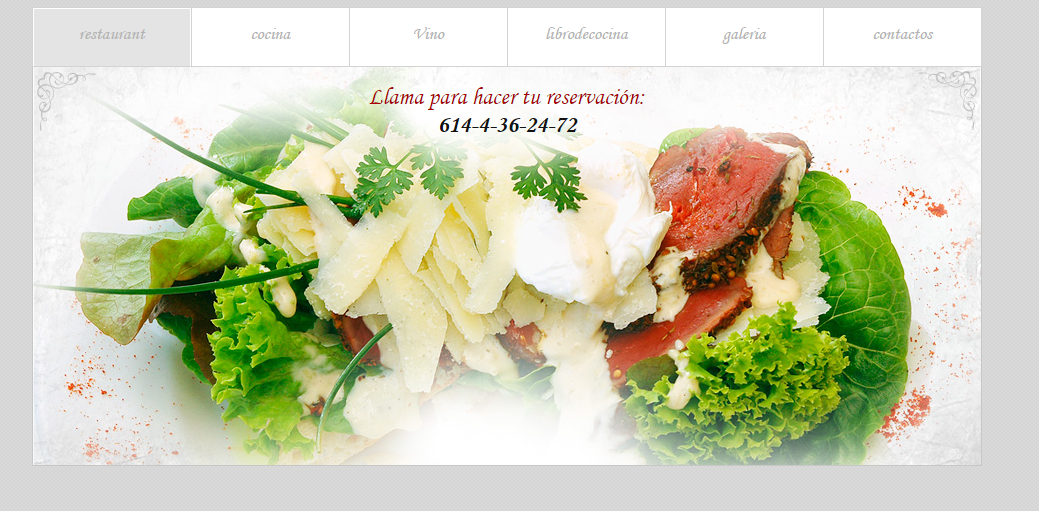 restaurant
cocina
Vino
librodecocina
galeria
contactos
Llama para hacer tu reservación:
614-4-36-24-72